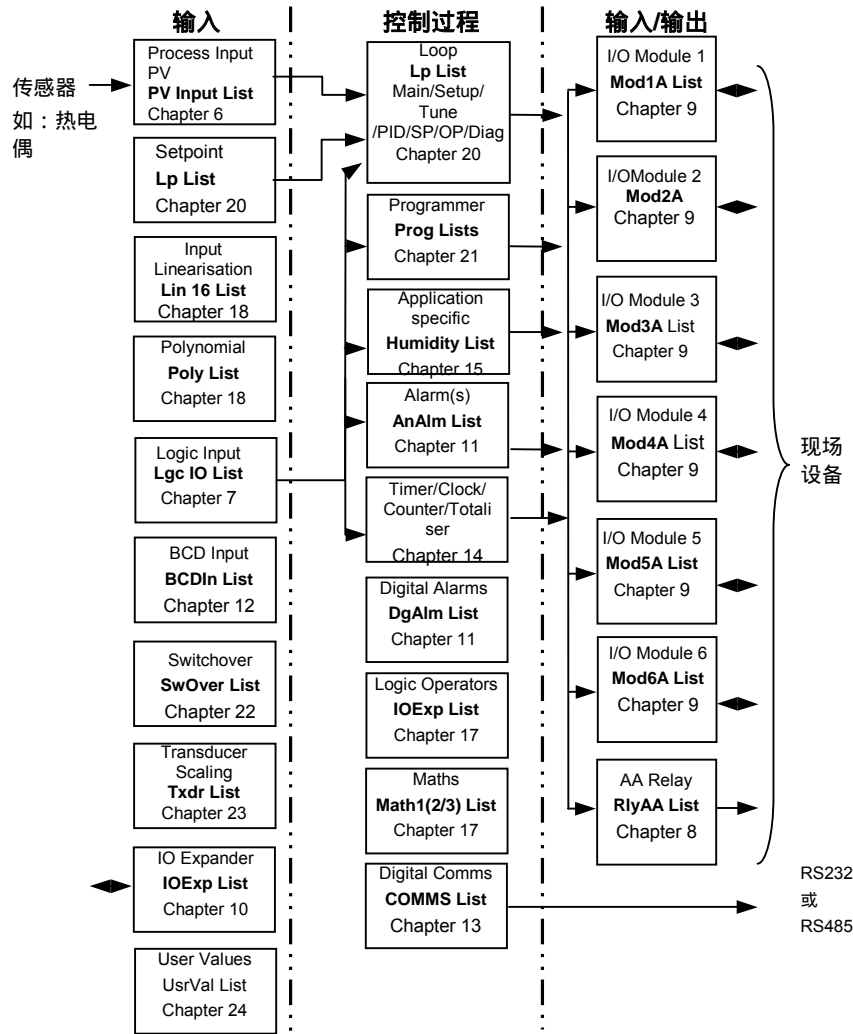 输入
控制过程
输入/输出
传感器
如：热电
偶
Process Input
PV
PV Input List
Chapter 6
Setpoint
Lp List
Chapter 20
Input
Linearisation
Lin 16 List
Chapter 18
Polynomial
Poly List
Chapter 18
Logic Input
Lgc IO List
Chapter 7
BCD Input
BCDIn List
Chapter 12
Switchover
SwOver List
Chapter 22
Transducer
Scaling
Txdr List
Chapter 23
IO Expander
IOExp List
Chapter 10
User Values
UsrVal List
Chapter 24
Loop
Lp List
Main/Setup/
Tune
/PID/SP/OP/Diag
Chapter 20
Programmer
Prog Lists
Chapter 21
Application
specific
Humidity List
Chapter 15
Alarm(s)
AnAlm List
Chapter 11
Timer/Clock/
Counter/Totali
ser
Chapter 14
Digital Alarms
DgAlm List
Chapter 11
Logic Operators
IOExp List
Chapter 17
Maths
Math1(2/3) List
Chapter 17
Digital Comms
COMMS List
Chapter 13
I/O Module 1
Mod1A List
Chapter 9
I/OModule 2
Mod2A
Chapter 9
I/O Module 3
Mod3A List
Chapter 9
I/O Module 4
Mod4A List
Chapter 9
I/O Module 5
Mod5A List
Chapter 9
I/O Module 6
Mod6A List
Chapter 9
AA Relay
RlyAA List
Chapter 8
现场
设备
RS232
或
RS485